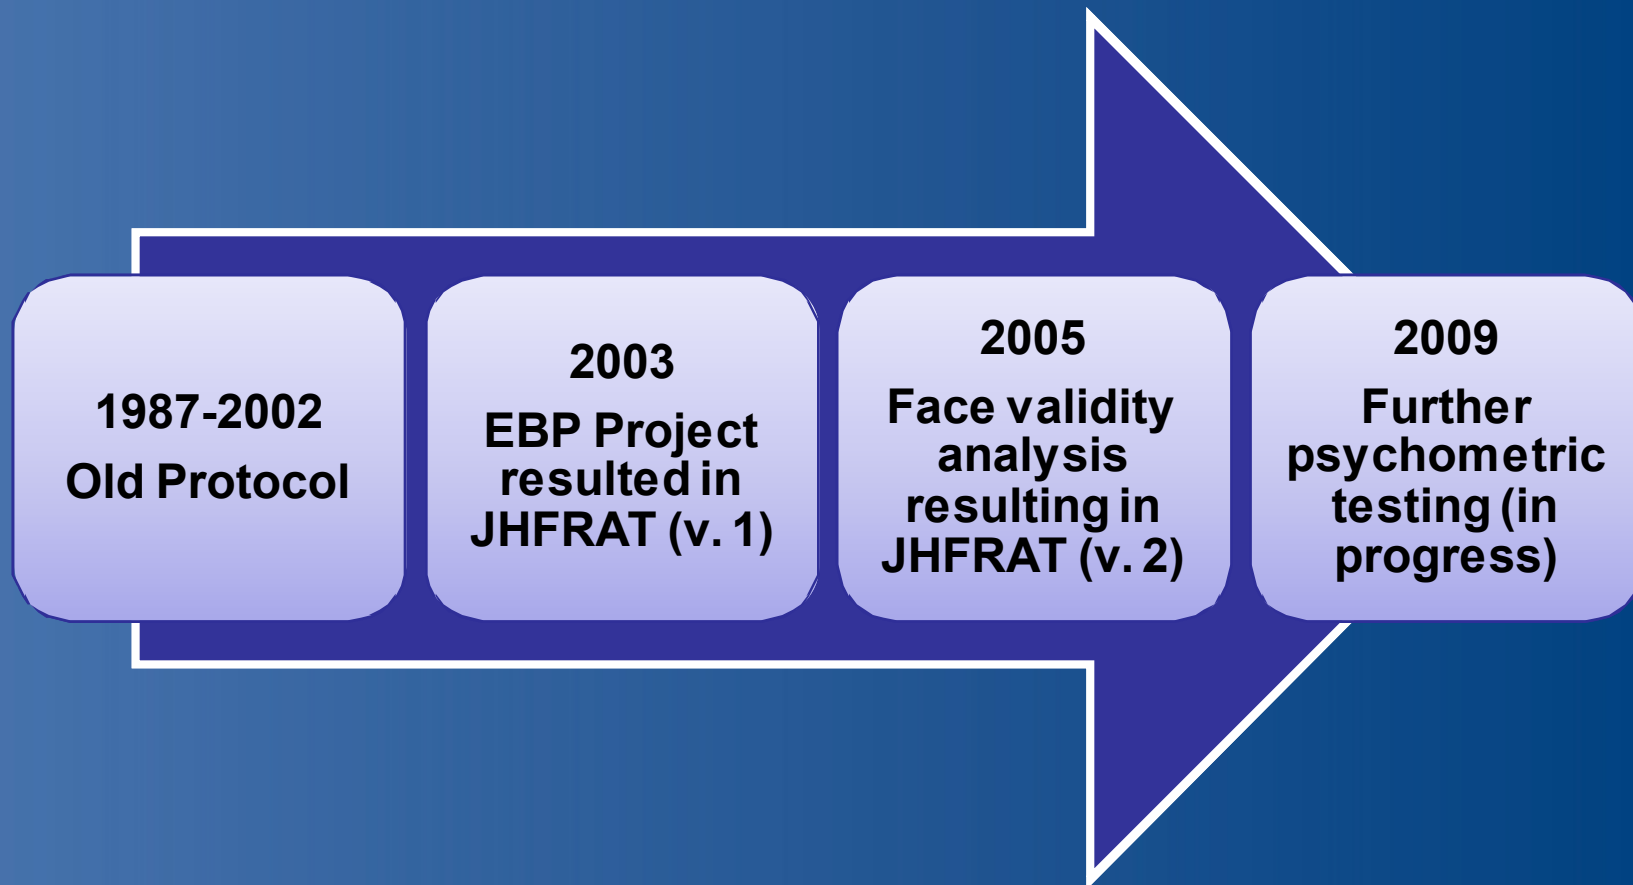 1987-2002
Old Protocol
2003
EBP Project
resulted in
JHFRAT (v. 1)
2005
Face validity
analysis
resulting in
JHFRAT (v. 2)
2009
Further
psychometric
testing (in
progress)